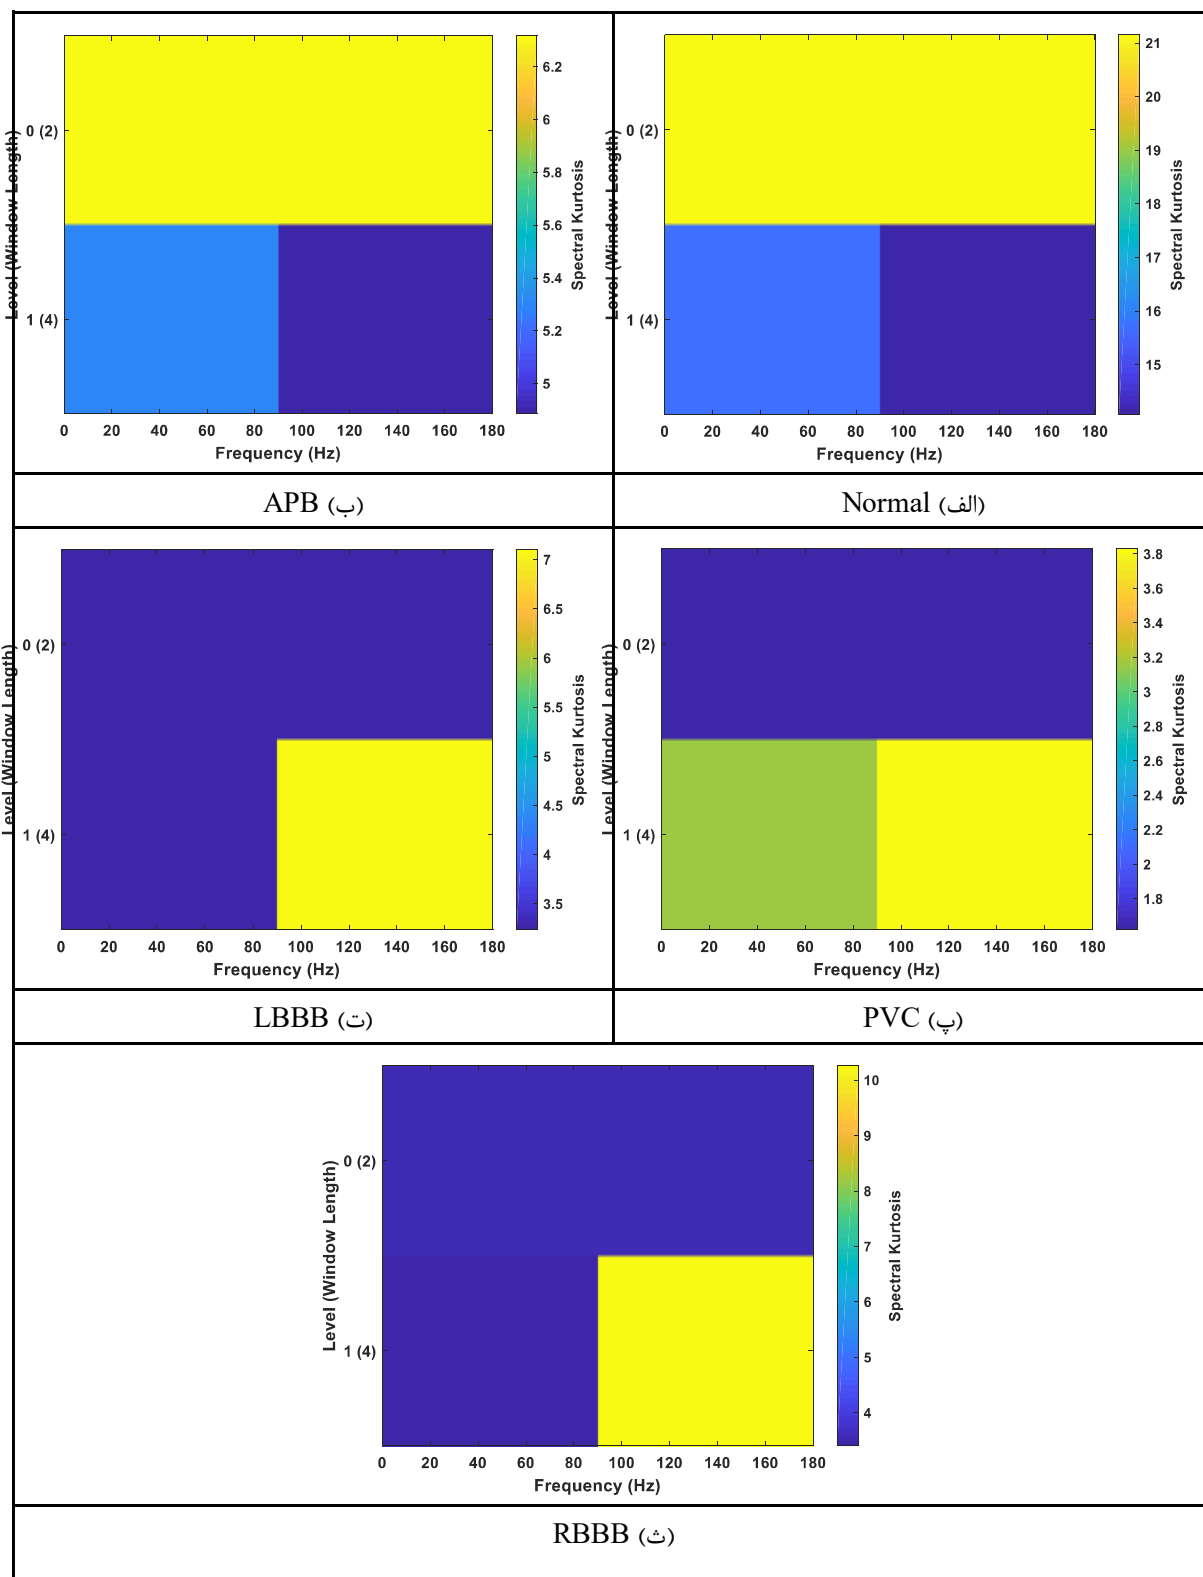 6.2
6
5.8
5.6
5.4
5.2
5
Spectral Kurtosis
0 (2)
1 (4)
Level (Window Length)
0 20 40 60 80 100 120 140 160 180
Frequency (Hz)
21
20
19
18
17
16
15
Spectral Kurtosis
0 (2)
1 (4)
Level (Window Length)
0 20 40 60 80 100 120 140 160 180
Frequency (Hz)
(ب) APB
(الف) Normal
7
6.5
6
5.5
5
4.5
4
3.5
Spectral Kurtosis
0 (2)
1 (4)
Level (Window Length)
0 20 40 60 80 100 120 140 160 180
Frequency (Hz)
3.8
3.6
3.4
3.2
3
2.8
2.6
2.4
2.2
2
1.8
Spectral Kurtosis
0 (2)
1 (4)
Level (Window Length)
0 20 40 60 80 100 120 140 160 180
Frequency (Hz)
(ت) LBBB
(پ) PVC
10
9
8
7
6
5
4
Spectral Kurtosis
0 (2)
1 (4)
Level (Window Length)
0 20 40 60 80 100 120 140 160 180
Frequency (Hz)
(ث) RBBB